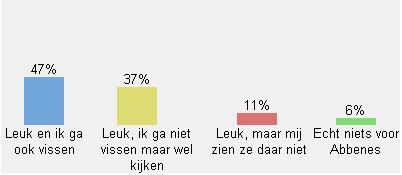 47%
37%
11%
6%
Leuk en ik ga
ook vissen
Leuk, ik ga niet
vissen maar wel
kijken
Leuk, maar mij
zien ze daar niet
Echt niets voor
Abbenes